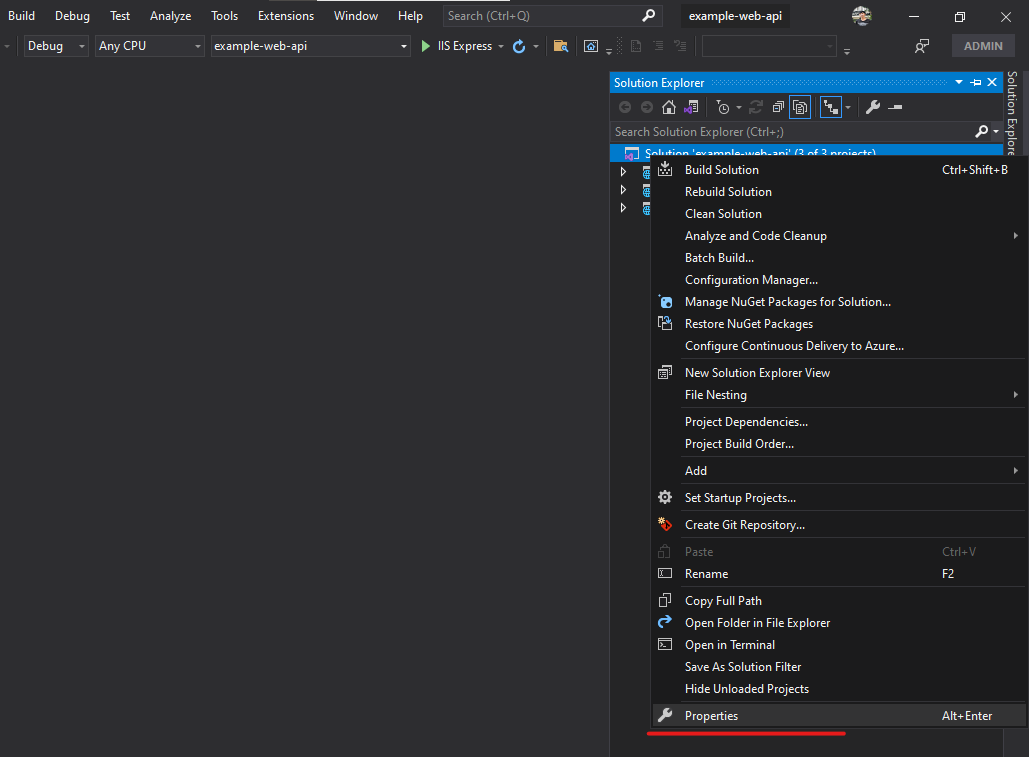 Build Debug Test Analyze Tools Extensions Window Help Search (Ctrl+Q) example-web-api
Debug Any CPU example-web-api IIS Express ADMIN
Solution Explorer
Search Solution Explorer (Ctrl+;)
Solution 'example-web-api' (3 of 3 projects)
Build Solution Ctrl+Shift+B
Rebuild Solution
Clean Solution
Analyze and Code Cleanup
Batch Build...
Configuration Manager...
Manage NuGet Packages for Solution...
Restore NuGet Packages
Configure Continuous Delivery to Azure...
New Solution Explorer View
File Nesting
Project Dependencies...
Project Build Order...
Add
Set Startup Projects...
Create Git Repository...
Paste Ctrl+V
Rename F2
Copy Full Path
Open Folder in File Explorer
Open in Terminal
Save As Solution Filter
Hide Unloaded Projects
Properties Alt+Enter
Solution Explore